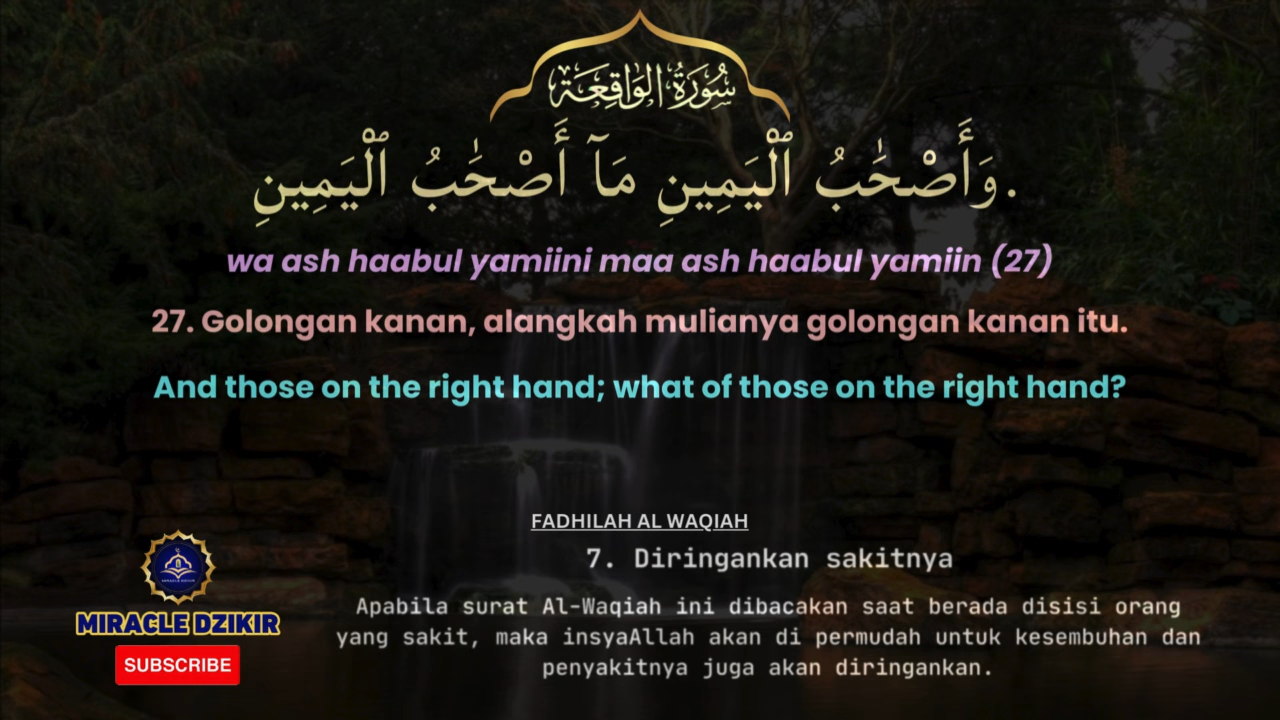 سُورَةُ الوَاقِعَة
وَأَصْحَٰبُ ٱلْيَمِينِ مَآ أَصْحَٰبُ ٱلْيَمِينِ.
wa ash haabul yamiini maa ash haabul yamiin (27)
27. Golongan kanan, alangkah mulianya golongan kanan itu.
And those on the right hand; what of those on the right hand?
FADHILAH AL WAQIAH
7. Diringankan sakitnya
Apabila surat Al-Waqiah ini dibacakan saat berada disisi orang
yang sakit, maka insyaAllah akan di permudah untuk kesembuhan dan
penyakitnya juga akan diringankan.
MIRACLE DZIKIR
MIRACLE DZIKIR
SUBSCRIBE